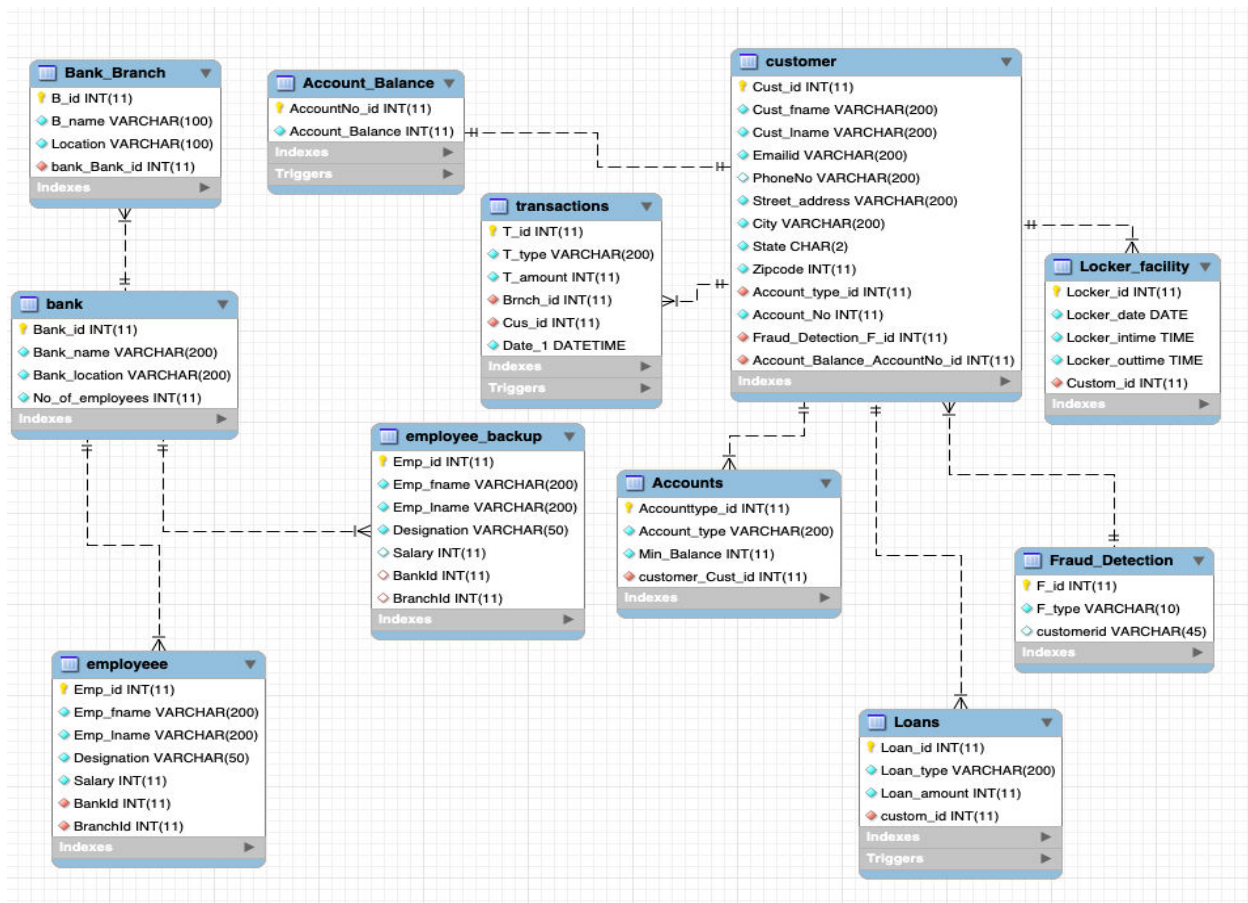 Bank_Branch
B_id INT(11)
B_name VARCHAR(100)
Location VARCHAR(100)
bank_Bank_id INT(11)
Indexes
Account_Balance
AccountNo_id INT(11)
Account_Balance INT(11)
Indexes
Triggers
customer
Cust_id INT(11)
Cust_fname VARCHAR(200)
Cust_lname VARCHAR(200)
Emailid VARCHAR(200)
PhoneNo VARCHAR(200)
Street_address VARCHAR(200)
City VARCHAR(200)
State CHAR(2)
Zipcode INT(11)
Account_type_id INT(11)
Account_No INT(11)
Fraud_Detection_F_id INT(11)
Account_Balance_AccountNo_id INT(11)
Indexes
transactions
T_id INT(11)
T_type VARCHAR(200)
T_amount INT(11)
Brnch_id INT(11)
Cus_id INT(11)
Date_1 DATETIME
Indexes
Triggers
Locker_facility
Locker_id INT(11)
Locker_date DATE
Locker_intime TIME
Locker_outtime TIME
Custom_id INT(11)
Indexes
bank
Bank_id INT(11)
Bank_name VARCHAR(200)
Bank_location VARCHAR(200)
No_of_employees INT(11)
Indexes
employee_backup
Emp_id INT(11)
Emp_fname VARCHAR(200)
Emp_lname VARCHAR(200)
Designation VARCHAR(50)
Salary INT(11)
BankId INT(11)
BranchId INT(11)
Indexes
Accounts
Accounttype_id INT(11)
Account_type VARCHAR(200)
Min_Balance INT(11)
customer_Cust_id INT(11)
Indexes
Fraud_Detection
F_id INT(11)
F_type VARCHAR(10)
customerid VARCHAR(45)
Indexes
employeee
Emp_id INT(11)
Emp_fname VARCHAR(200)
Emp_lname VARCHAR(200)
Designation VARCHAR(50)
Salary INT(11)
BankId INT(11)
BranchId INT(11)
Indexes
Loans
Loan_id INT(11)
Loan_type VARCHAR(200)
Loan_amount INT(11)
custom_id INT(11)
Indexes
Triggers